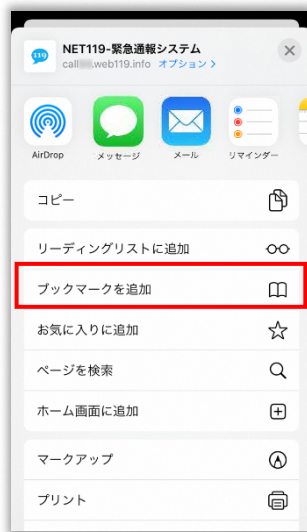 119
NET119-緊急通報システム
call .web119.info オプション >
AirDrop
メッセージ
メール
リマインダー
コピー
リーディングリストに追加
ブックマークを追加
お気に入りに追加
ページを検索
ホーム画面に追加
マークアップ
プリント